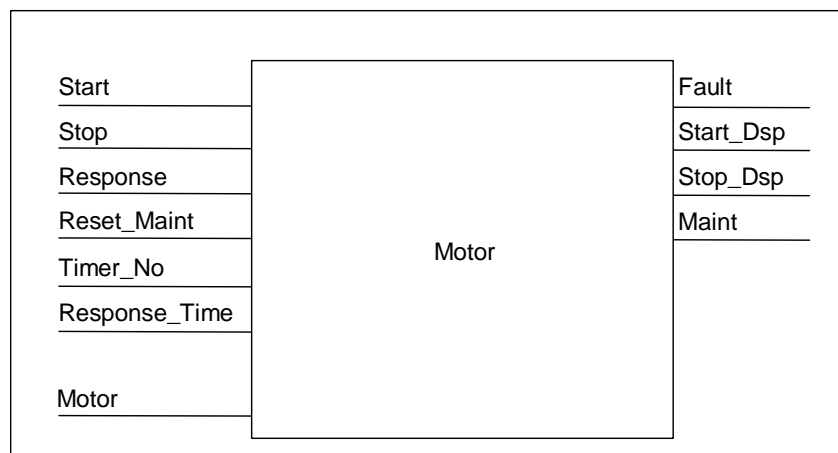 Start
Stop
Response
Reset_Maint
Timer_No
Response_Time
Motor
Motor
Fault
Start_Dsp
Stop_Dsp
Maint